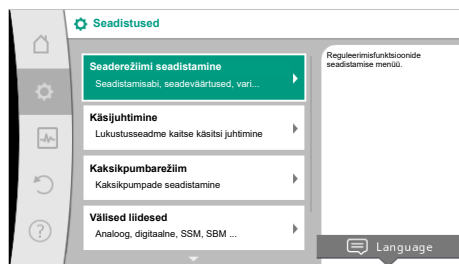 Seadistused
Seaderežiimi seadistamine
Seadistamisabi, seadeväärtused, vari...
Käsijuhtimine
Lukustusseadme kaitse käsitsi juhtimine
Kaksikpumbarežiim
Kaksikpumpade seadistamine
Välised liidesed
Analoog, digitaalne, SSM, SBM ...
Reguleerimisfunktsioonide
seadistamise menüü.
Language